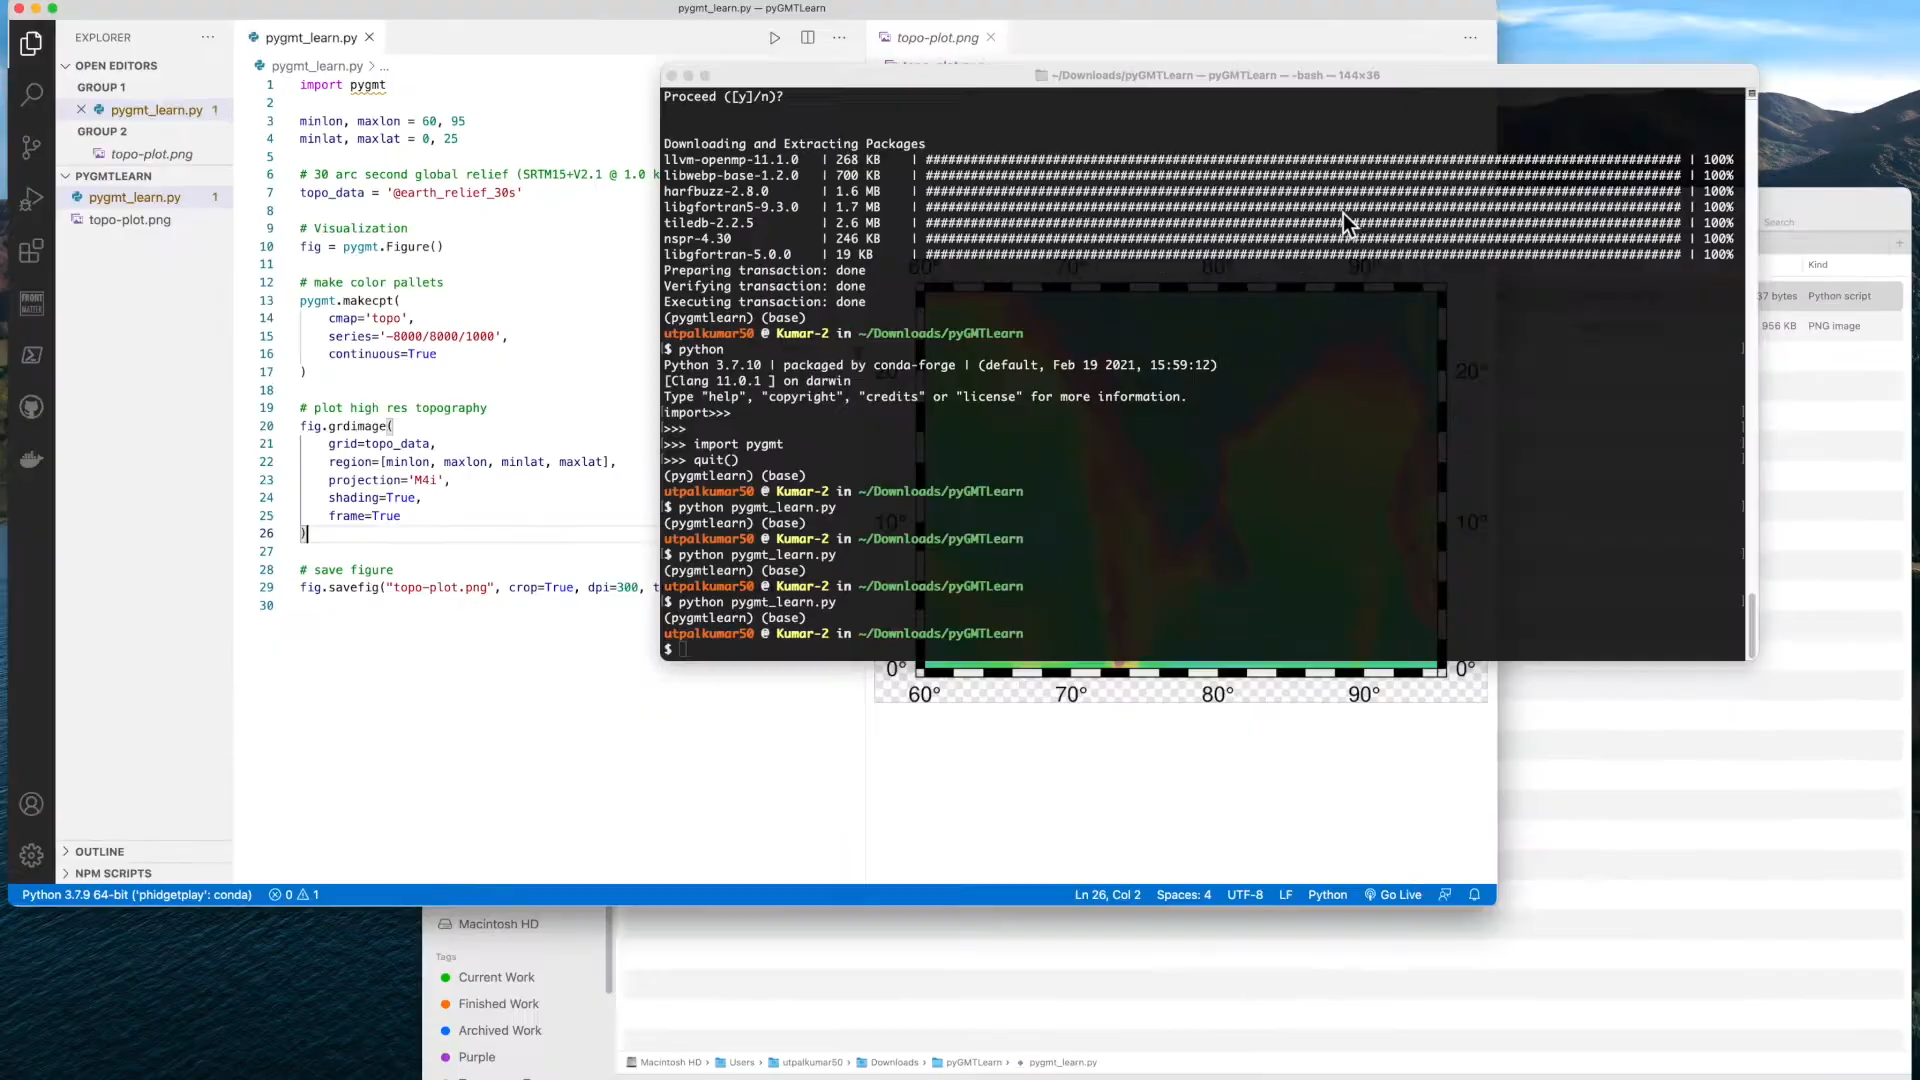 pygmt_learn.py — pyGMTLearn
EXPLORER
OPEN EDITORS
GROUP 1
pygmt_learn.py 1
GROUP 2
topo-plot.png
PYGMTLEARN
pygmt_learn.py 1
topo-plot.png
OUTLINE
NPM SCRIPTS
pygmt_learn.py
pygmt_learn.py > ...
1 import pygmt
2
3 minlon, maxlon = 60, 95
4 minlat, maxlat = 0, 25
5
6 # 30 arc second global relief (SRTM15+V2.1 @ 1.0 k
7 topo_data = '@earth_relief_30s'
8
9 # Visualization
10 fig = pygmt.Figure()
11
12 # make color pallets
13 pygmt.makecpt(
14 cmap='topo',
15 series='-8000/8000/1000',
16 continuous=True
17 )
18
19 # plot high res topography
20 fig.grdimage(
21 grid=topo_data,
22 region=[minlon, maxlon, minlat, maxlat],
23 projection='M4i',
24 shading=True,
25 frame=True
26 )
27
28 # save figure
29 fig.savefig("topo-plot.png", crop=True, dpi=300, t
30
topo-plot.png
~/Downloads/pyGMTLearn — pyGMTLearn — -bash — 144×36
Proceed ([y]/n)?
Downloading and Extracting Packages
llvm-openmp-11.1.0 | 268 KB | 100%
libwebp-base-1.2.0 | 700 KB | 100%
harfbuzz-2.8.0 | 1.6 MB | 100%
libgfortran5-9.3.0 | 1.7 MB | 100%
tiledb-2.2.5 | 2.6 MB | 100%
nspr-4.30 | 246 KB | 100%
libgfortran-5.0.0 | 19 KB | 100%
Preparing transaction: done
Verifying transaction: done
Executing transaction: done
(pygmtlearn) (base)
utpalkumar50 @ Kumar-2 in ~/Downloads/pyGMTLearn
$ python
Python 3.7.10 | packaged by conda-forge | (default, Feb 19 2021, 15:59:12)
[Clang 11.0.1 ] on darwin
Type "help", "copyright", "credits" or "license" for more information.
import>>>
>>>
>>> import pygmt
>>> quit()
(pygmtlearn) (base)
utpalkumar50 @ Kumar-2 in ~/Downloads/pyGMTLearn
$ python pygmt_learn.py
(pygmtlearn) (base)
utpalkumar50 @ Kumar-2 in ~/Downloads/pyGMTLearn
$ python pygmt_learn.py
(pygmtlearn) (base)
utpalkumar50 @ Kumar-2 in ~/Downloads/pyGMTLearn
$ python pygmt_learn.py
(pygmtlearn) (base)
utpalkumar50 @ Kumar-2 in ~/Downloads/pyGMTLearn
$
60° 70° 80° 90°
20°
10° 10°
0° 0°
60° 70° 80° 90°
Search
Kind
37 bytes Python script
956 KB PNG image
Python 3.7.9 64-bit ('phidgetplay': conda) 0 1
Ln 26, Col 2 Spaces: 4 UTF-8 LF Python Go Live
Macintosh HD
Tags
Current Work
Finished Work
Archived Work
Purple
Macintosh HD › Users › utpalkumar50 › Downloads › pyGMTLearn › pygmt_learn.py